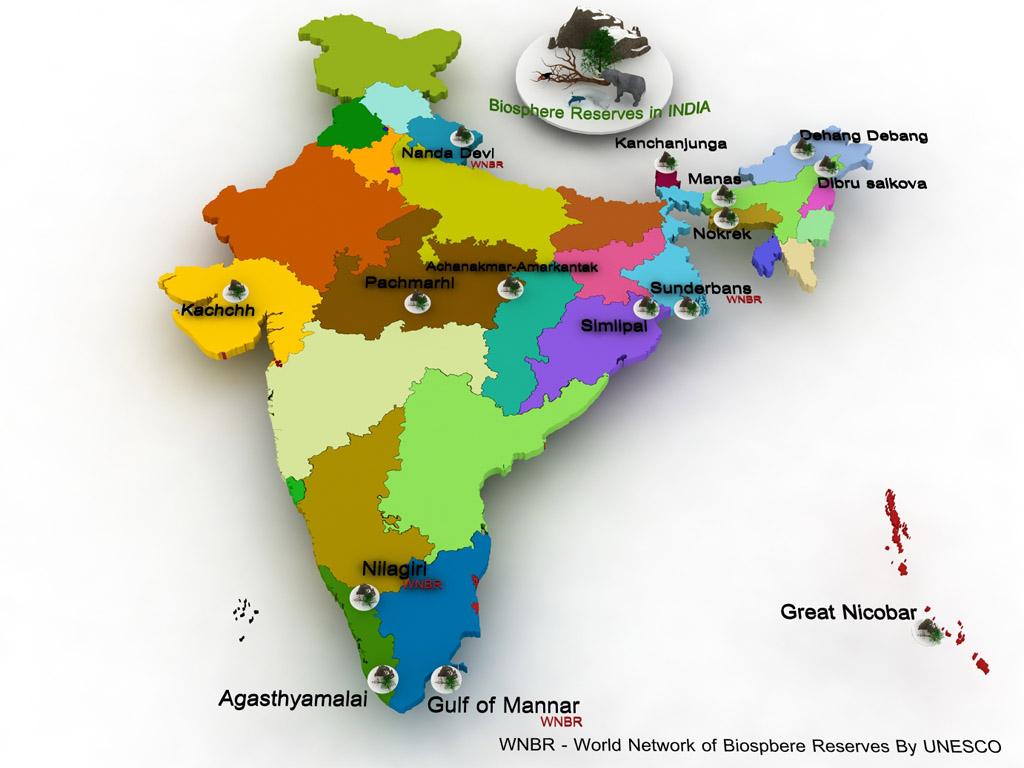 Biosphere Reserves in INDIA
Kanchanjunga
Dehang Debang
Nanda Devi
WNBR
Manas
Dibru saikova
Nokrek
Achanakmar-Amarkantak
Pachmarhi
Sunderbans
WNBR
Kachchh
Simlipal
Nilagiri
WNBR
Great Nicobar
Agasthyamalai
Gulf of Mannar
WNBR
WNBR - World Network of Biospbere Reserves By UNESCO